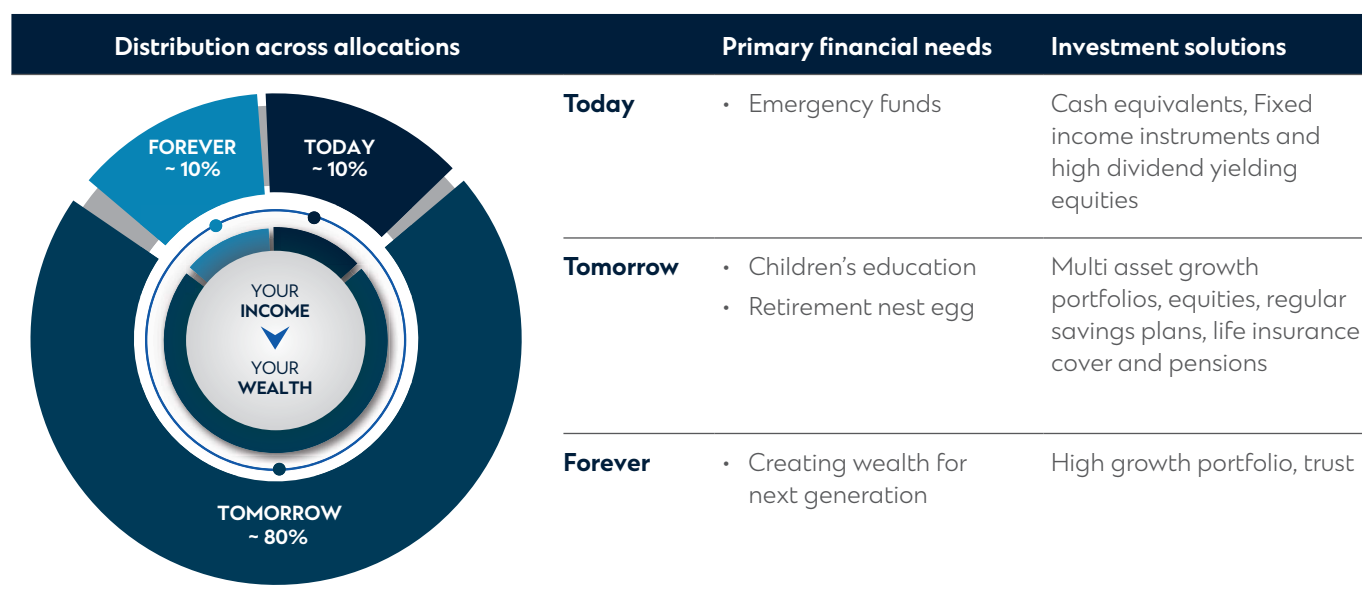 Distribution across allocations
Primary financial needs
Investment solutions
FOREVER
~ 10%
TODAY
~ 10%
YOUR
INCOME
YOUR
WEALTH
TOMORROW
~ 80%
Today
• Emergency funds
Cash equivalents, Fixed
income instruments and
high dividend yielding
equities
Tomorrow
• Children’s education
• Retirement nest egg
Multi asset growth
portfolios, equities, regular
savings plans, life insurance
cover and pensions
Forever
• Creating wealth for
next generation
High growth portfolio, trust